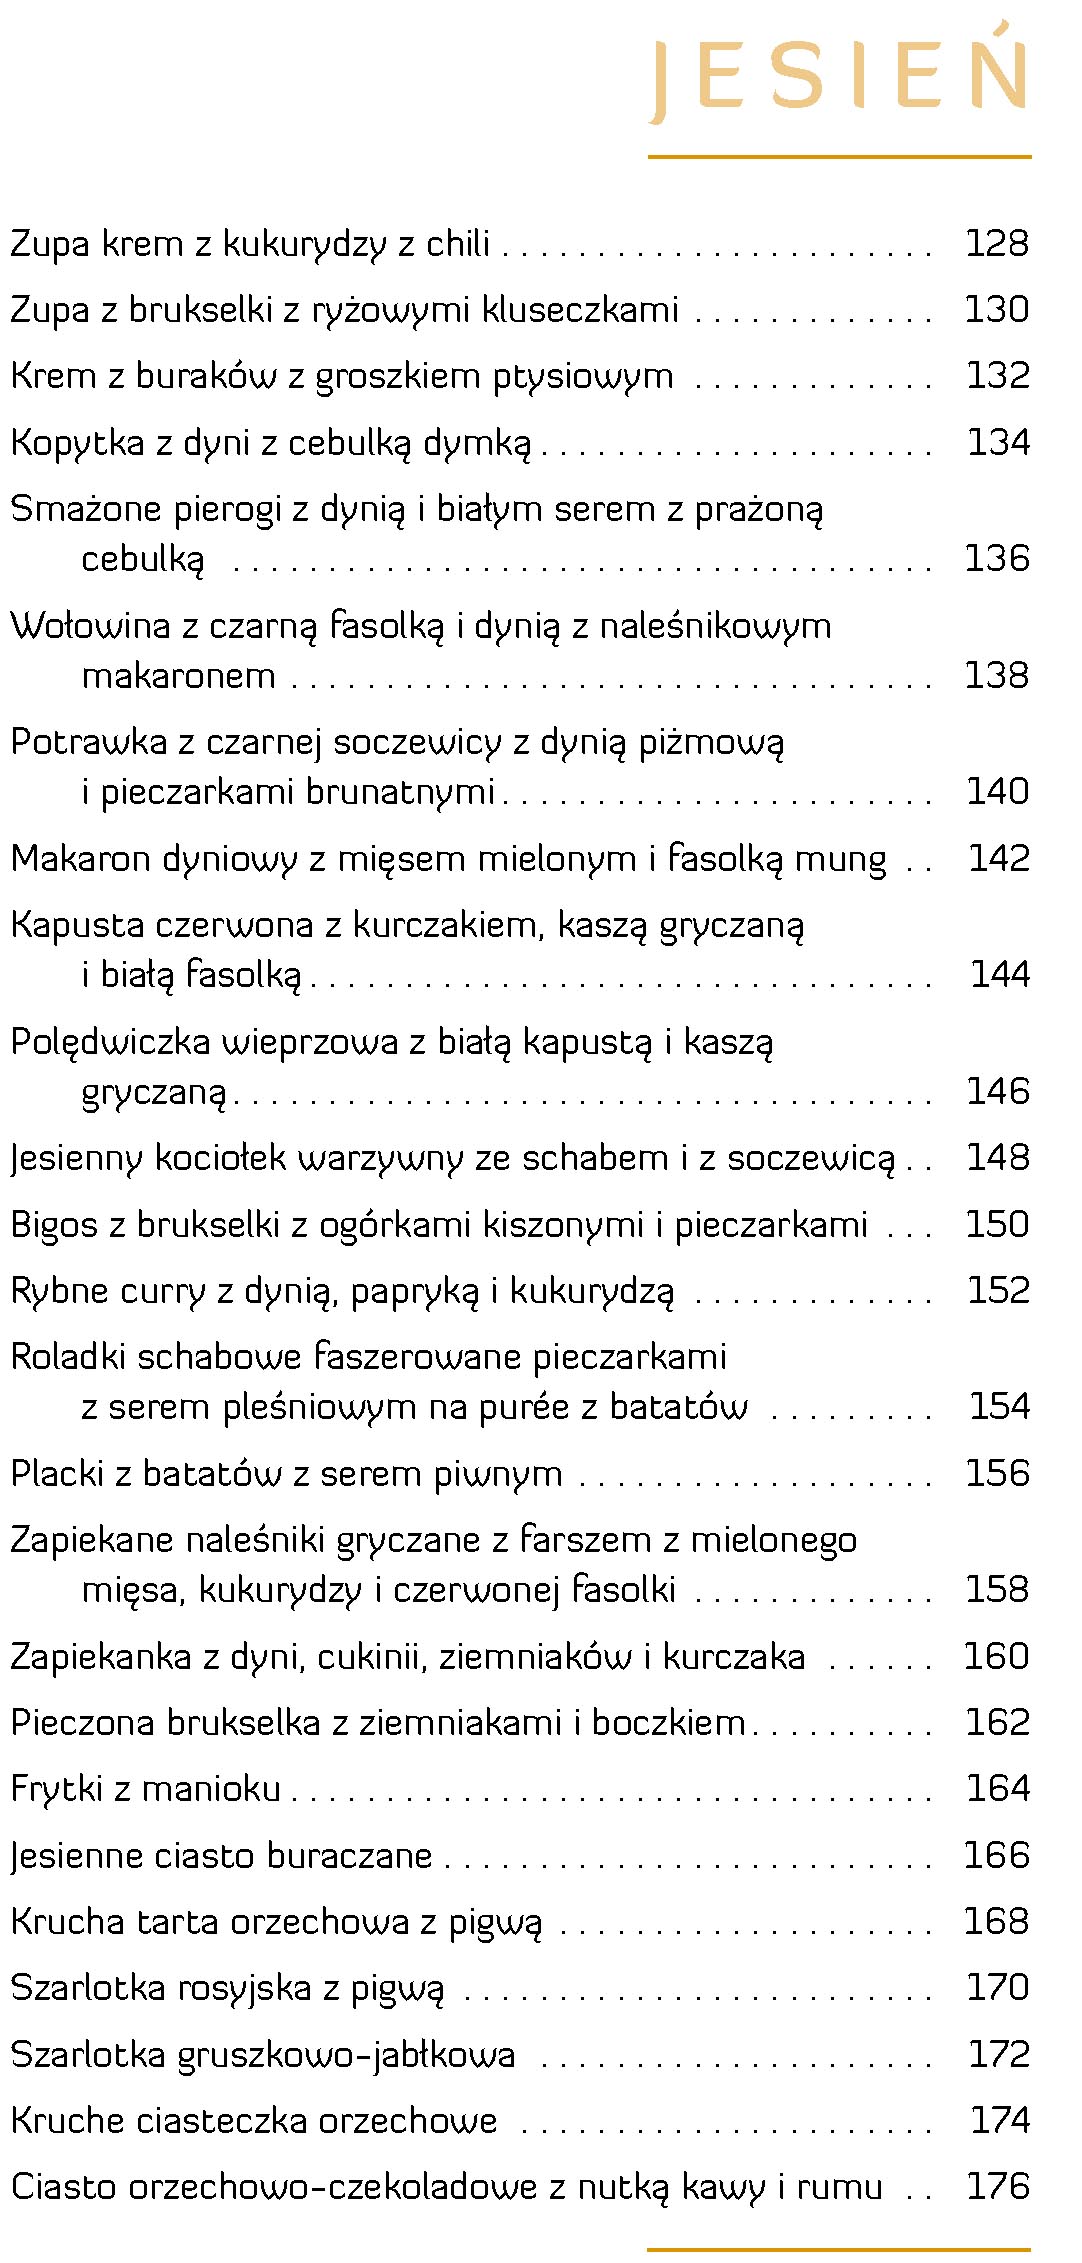 JESIEŃ
Zupa krem z kukurydzy z chili . . . . . . . . . . . . . . . . . . . . . . . 128
Zupa z brukselki z ryżowymi kluseczkami . . . . . . . . . . . . . 130
Krem z buraków z groszkiem ptysiowym . . . . . . . . . . . . . 132
Kopytka z dyni z cebulką dymką . . . . . . . . . . . . . . . . . . . . . 134
Smażone pierogi z dynią i białym serem z prażoną
cebulką . . . . . . . . . . . . . . . . . . . . . . . . . . . . . . . . . . . . . 136
Wołowina z czarną fasolką i dynią z naleśnikowym
makaronem . . . . . . . . . . . . . . . . . . . . . . . . . . . . . . . . . . 138
Potrawka z czarnej soczewicy z dynią piżmową
i pieczarkami brunatnymi . . . . . . . . . . . . . . . . . . . . . . . 140
Makaron dyniowy z mięsem mielonym i fasolką mung . . 142
Kapusta czerwona z kurczakiem, kaszą gryczaną
i białą fasolką . . . . . . . . . . . . . . . . . . . . . . . . . . . . . . . . . 144
Polędwiczka wieprzowa z białą kapustą i kaszą
gryczaną . . . . . . . . . . . . . . . . . . . . . . . . . . . . . . . . . . . . . 146
Jesienny kociołek warzywny ze schabem i z soczewicą . . 148
Bigos z brukselki z ogórkami kiszonymi i pieczarkami . . . 150
Rybne curry z dynią, papryką i kukurydzą . . . . . . . . . . . . . 152
Roladki schabowe faszerowane pieczarkami
z serem pleśniowym na purée z batatów . . . . . . . . . 154
Placki z batatów z serem piwnym . . . . . . . . . . . . . . . . . . . 156
Zapiekane naleśniki gryczane z farszem z mielonego
mięsa, kukurydzy i czerwonej fasolki . . . . . . . . . . . . . 158
Zapiekanka z dyni, cukinii, ziemniaków i kurczaka . . . . . . 160
Pieczona brukselka z ziemniakami i boczkiem . . . . . . . . . . 162
Frytki z manioku . . . . . . . . . . . . . . . . . . . . . . . . . . . . . . . . . . 164
Jesienne ciasto buraczane . . . . . . . . . . . . . . . . . . . . . . . . . . 166
Krucha tarta orzechowa z pigwą . . . . . . . . . . . . . . . . . . . . 168
Szarlotka rosyjska z pigwą . . . . . . . . . . . . . . . . . . . . . . . . . 170
Szarlotka gruszkowo-jabłkowa . . . . . . . . . . . . . . . . . . . . . 172
Kruche ciasteczka orzechowe . . . . . . . . . . . . . . . . . . . . . . 174
Ciasto orzechowo-czekoladowe z nutką kawy i rumu . . 176